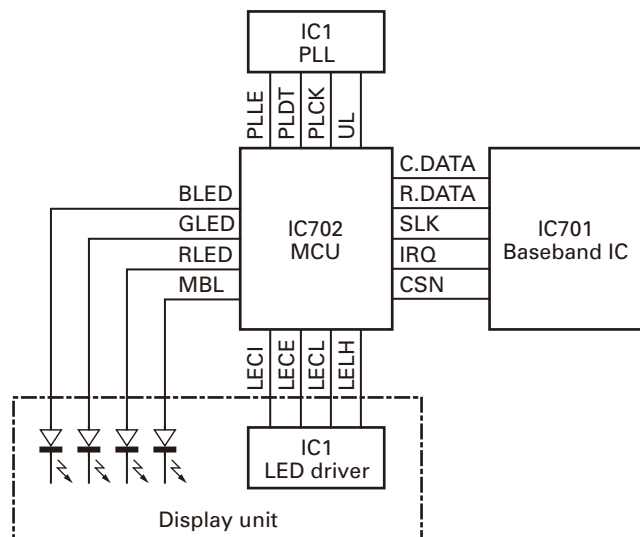 IC1
PLL
PLLE
PLDT
PLCK
UL
BLED
GLED
RLED
MBL
IC702
MCU
C.DATA
R.DATA
SLK
IRQ
CSN
IC701
Baseband IC
LECI
LECE
LECL
LELH
IC1
LED driver
Display unit